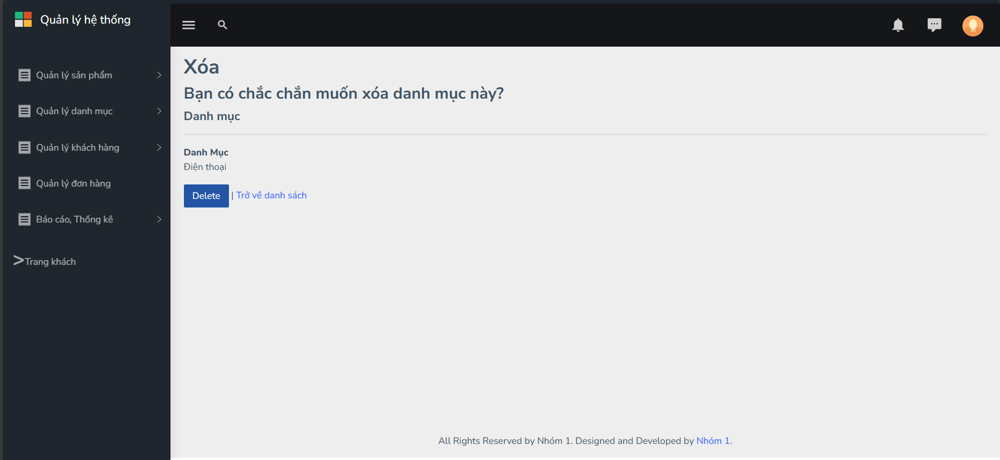 Quản lý hệ thống
Quản lý sản phẩm
Quản lý danh mục
Quản lý khách hàng
Quản lý đơn hàng
Báo cáo, Thống kê
>Trang khách
Xóa
Bạn có chắc chắn muốn xóa danh mục này?
Danh mục
Danh Mục
Điện thoại
Delete | Trở về danh sách
All Rights Reserved by Nhóm 1. Designed and Developed by Nhóm 1.